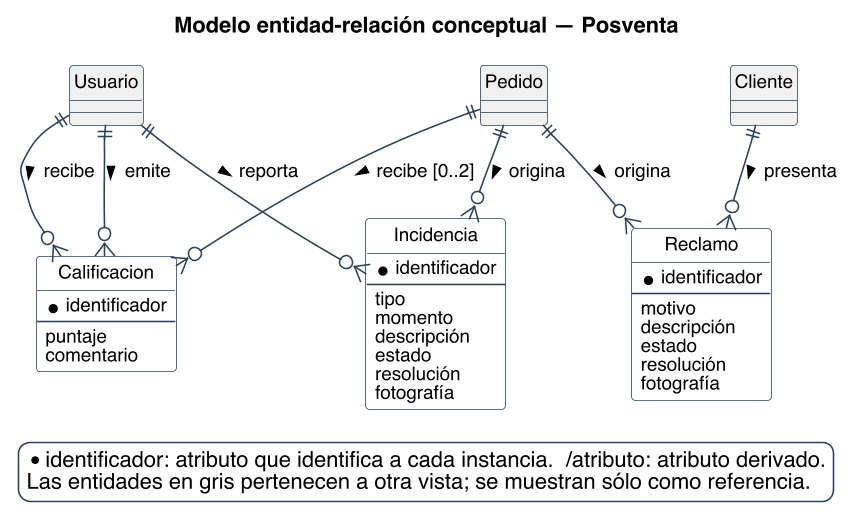 Modelo entidad-relación conceptual — Posventa
Usuario
Pedido
Cliente
recibe
emite
reporta
recibe [0..2]
origina
origina
presenta
Calificacion
● identificador
puntaje
comentario
Incidencia
● identificador
tipo
momento
descripción
estado
resolución
fotografía
Reclamo
● identificador
motivo
descripción
estado
resolución
fotografía
● identificador: atributo que identifica a cada instancia.  /atributo: atributo derivado.
Las entidades en gris pertenecen a otra vista; se muestran sólo como referencia.